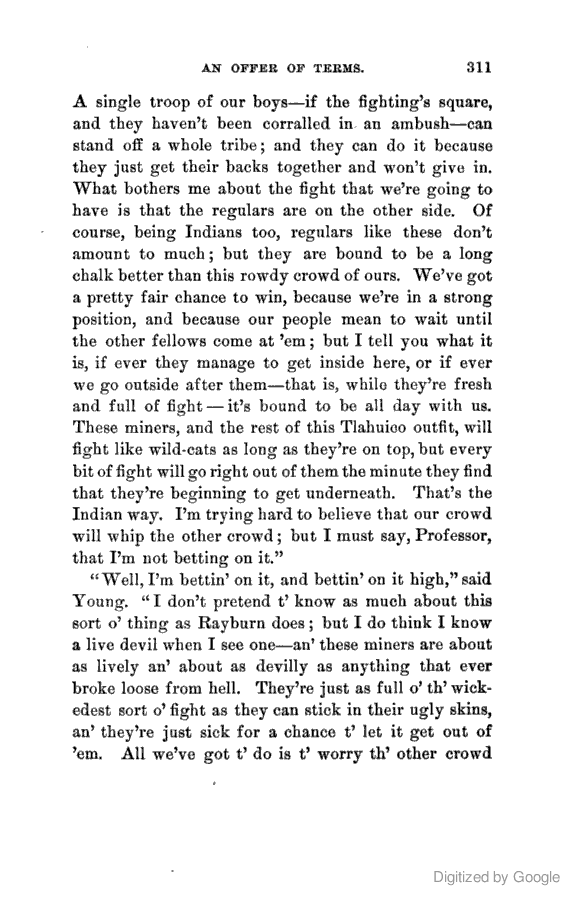 AN OFFER OF TERMS. 311
A single troop of our boys—if the fighting's square,
and they haven't been corralled in an ambush—can
stand off a whole tribe; and they can do it because
they just get their backs together and won't give in.
What bothers me about the fight that we're going to
have is that the regulars are on the other side. Of
course, being Indians too, regulars like these don't
amount to much; but they are bound to be a long
chalk better than this rowdy crowd of ours. We've got
a pretty fair chance to win, because we're in a strong
position, and because our people mean to wait until
the other fellows come at 'em; but I tell you what it
is, if ever they manage to get inside here, or if ever
we go outside after them—that is, while they're fresh
and full of fight—it's bound to be all day with us.
These miners, and the rest of this Tlahuico outfit, will
fight like wild-cats as long as they're on top, but every
bit of fight will go right out of them the minute they find
that they're beginning to get underneath. That's the
Indian way. I'm trying hard to believe that our crowd
will whip the other crowd; but I must say, Professor,
that I'm not betting on it."
"Well, I'm bettin' on it, and bettin' on it high," said
Young. "I don't pretend t' know as much about this
sort o' thing as Rayburn does; but I do think I know
a live devil when I see one—an' these miners are about
as lively an' about as devilly as anything that ever
broke loose from hell. They're just as full o' th' wick-
edest sort o' fight as they can stick in their ugly skins,
an' they're just sick for a chance t' let it get out of
'em. All we've got t' do is t' worry th' other crowd
Digitized by Google